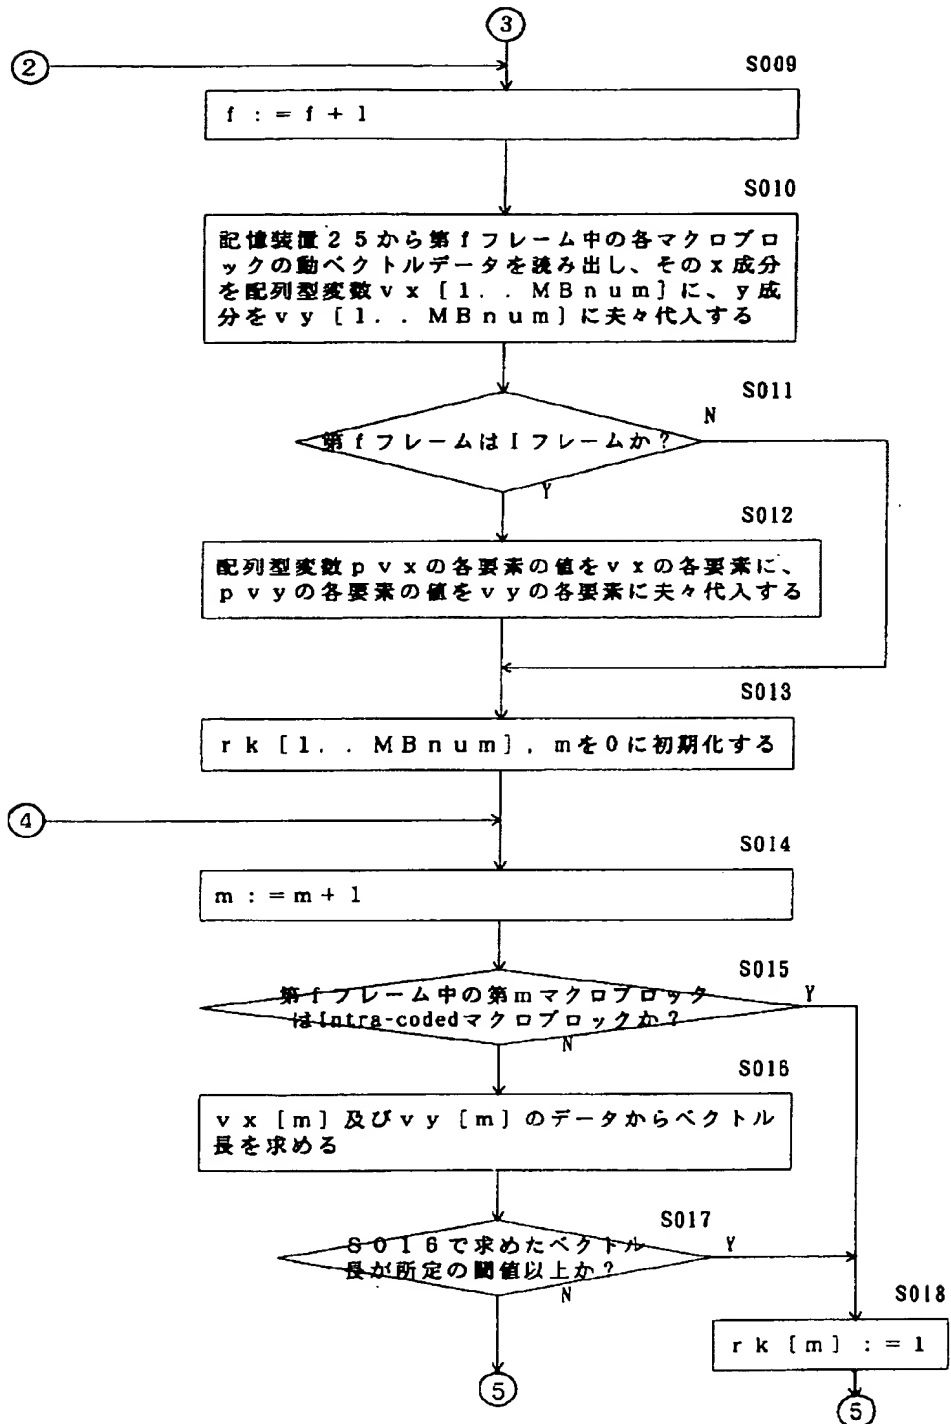 ③
②
S009
f := f + 1
S010
記憶装置25から第fフレーム中の各マクロブロ
ックの動ベクトルデータを読み出し、そのx成分
を配列型変数vx[1..MBnum]に、y成
分をvy[1..MBnum]に夫々代入する
S011
N
第fフレームはIフレームか?
Y
S012
配列型変数pvxの各要素の値をvxの各要素に、
pvyの各要素の値をvyの各要素に夫々代入する
S013
rk[1..MBnum],mを0に初期化する
④
S014
m := m + 1
S015
第fフレーム中の第mマクロブロック
はIntra-codedマクロブロックか?
Y
N
S016
vx[m]及びvy[m]のデータからベクトル
長を求める
S017
S016で求めたベクトル
長が所定の閾値以上か?
Y
N
S018
rk[m] := 1
⑤
⑤